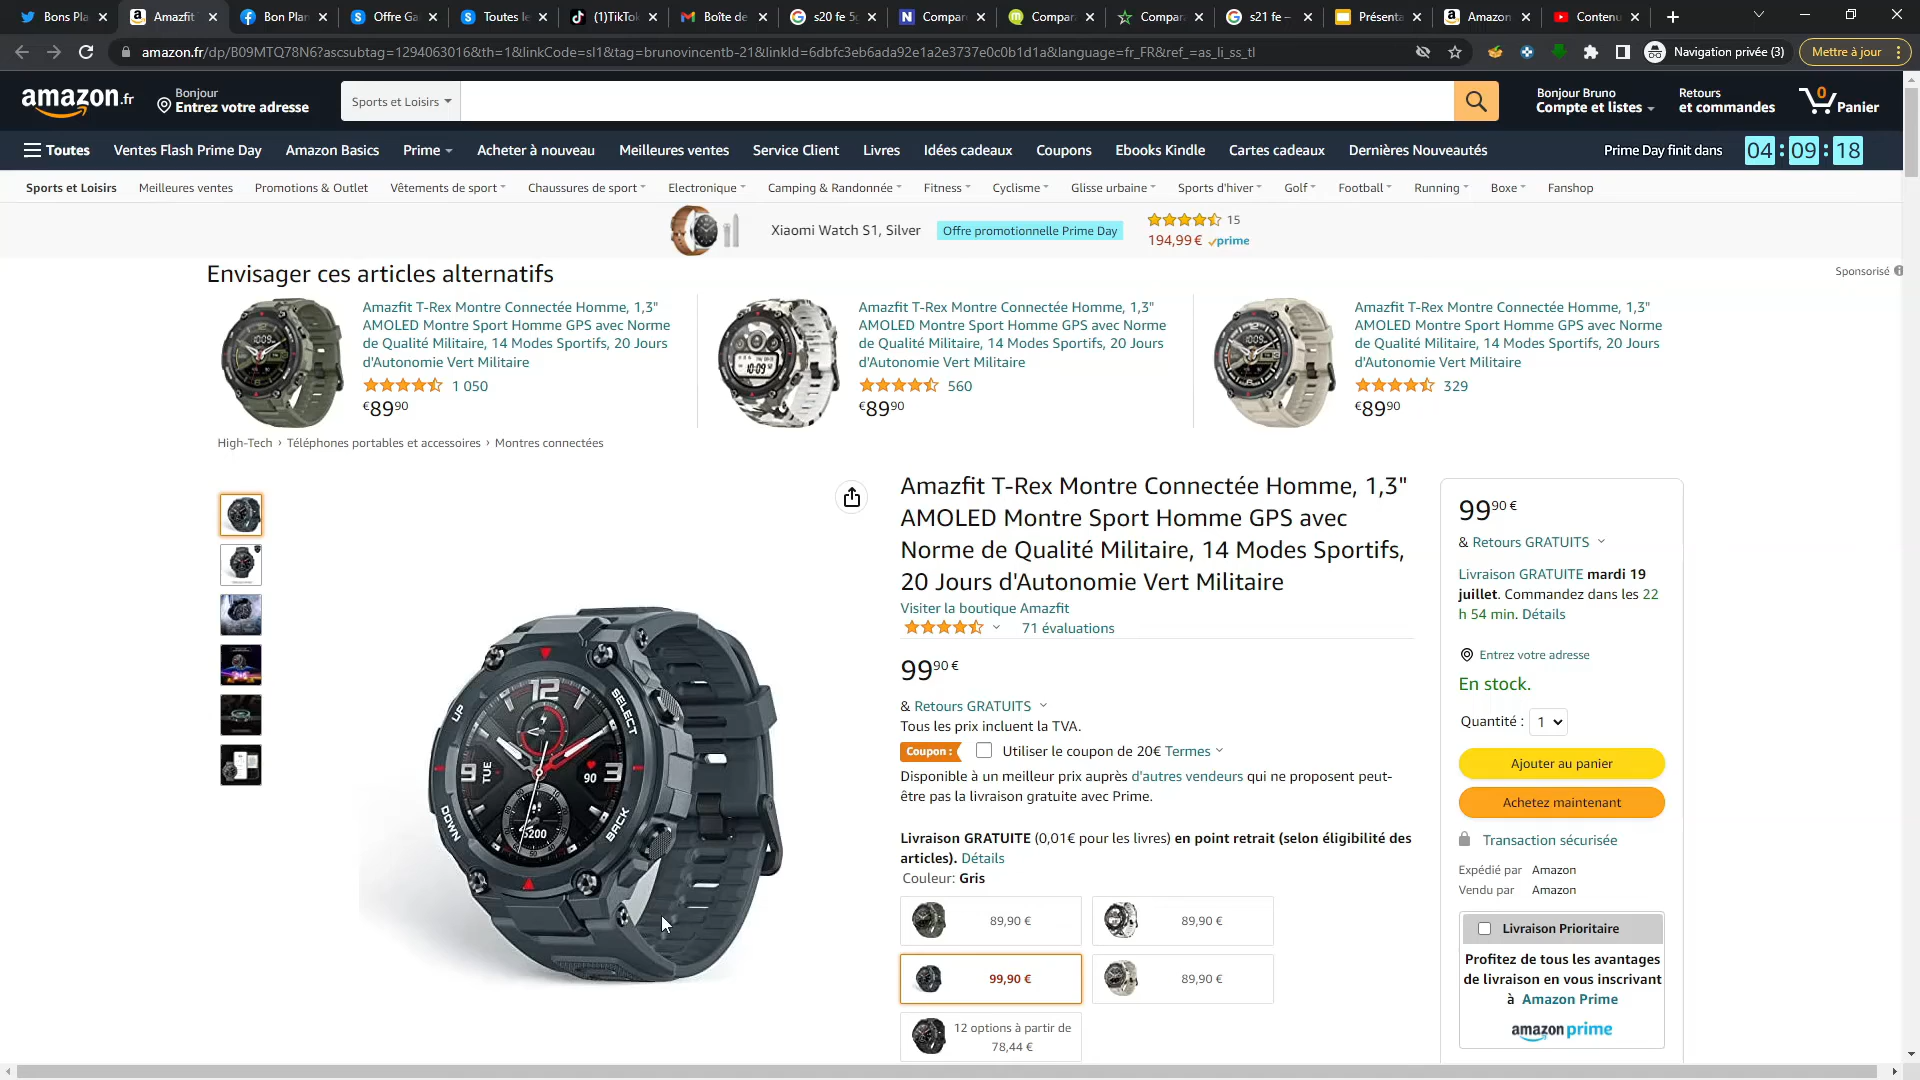 Bons Pla
Amazfit
Bon Plan
Offre Ga
Toutes le
(1)TikTok
Boîte de
s20 fe 5g
Compar
Compar
Compar
s21 fe –
Présenta
Amazon
Contenu
amazon.fr/dp/B09MTQ78N6?ascsubtag=1294063016&th=1&linkCode=sl1&tag=brunovincentb-21&linkId=6dbfc3eb6ada92e1a2e3737e0c0b1d1a&language=fr_FR&ref_=as_li_ss_tl
Navigation privée (3)
Mettre à jour
amazon.fr
Bonjour
Entrez votre adresse
Sports et Loisirs
Bonjour Bruno
Compte et listes
Retours
et commandes
0
Panier
Toutes Ventes Flash Prime Day Amazon Basics Prime Acheter à nouveau Meilleures ventes Service Client Livres Idées cadeaux Coupons Ebooks Kindle Cartes cadeaux Dernières Nouveautés
Prime Day finit dans 04 : 09 : 18
Sports et Loisirs Meilleures ventes Promotions & Outlet Vêtements de sport Chaussures de sport Electronique Camping & Randonnée Fitness Cyclisme Glisse urbaine Sports d'hiver Golf Football Running Boxe Fanshop
Xiaomi Watch S1, Silver Offre promotionnelle Prime Day
15
194,99 € prime
Envisager ces articles alternatifs
Sponsorisé
Amazfit T-Rex Montre Connectée Homme, 1,3"
AMOLED Montre Sport Homme GPS avec Norme
de Qualité Militaire, 14 Modes Sportifs, 20 Jours
d'Autonomie Vert Militaire
1 050
€89⁹⁰
Amazfit T-Rex Montre Connectée Homme, 1,3"
AMOLED Montre Sport Homme GPS avec Norme
de Qualité Militaire, 14 Modes Sportifs, 20 Jours
d'Autonomie Vert Militaire
560
€89⁹⁰
Amazfit T-Rex Montre Connectée Homme, 1,3"
AMOLED Montre Sport Homme GPS avec Norme
de Qualité Militaire, 14 Modes Sportifs, 20 Jours
d'Autonomie Vert Militaire
329
€89⁹⁰
High-Tech › Téléphones portables et accessoires › Montres connectées
UP
SELECT
DOWN
BACK
12
9
3
TUE
90
5200
Amazfit T-Rex Montre Connectée Homme, 1,3"
AMOLED Montre Sport Homme GPS avec
Norme de Qualité Militaire, 14 Modes Sportifs,
20 Jours d'Autonomie Vert Militaire
Visiter la boutique Amazfit
71 évaluations
99⁹⁰ €
& Retours GRATUITS
Tous les prix incluent la TVA.
Coupon : Utiliser le coupon de 20€ Termes
Disponible à un meilleur prix auprès d'autres vendeurs qui ne proposent peut-
être pas la livraison gratuite avec Prime.
Livraison GRATUITE (0,01€ pour les livres) en point retrait (selon éligibilité des
articles). Détails
Couleur: Gris
89,90 €
89,90 €
99,90 €
89,90 €
12 options à partir de
78,44 €
99⁹⁰ €
& Retours GRATUITS
Livraison GRATUITE mardi 19
juillet. Commandez dans les 22
h 54 min. Détails
Entrez votre adresse
En stock.
Quantité : 1
Ajouter au panier
Achetez maintenant
Transaction sécurisée
Expédié par Amazon
Vendu par Amazon
Livraison Prioritaire
Profitez de tous les avantages
de livraison en vous inscrivant
à Amazon Prime
amazon prime